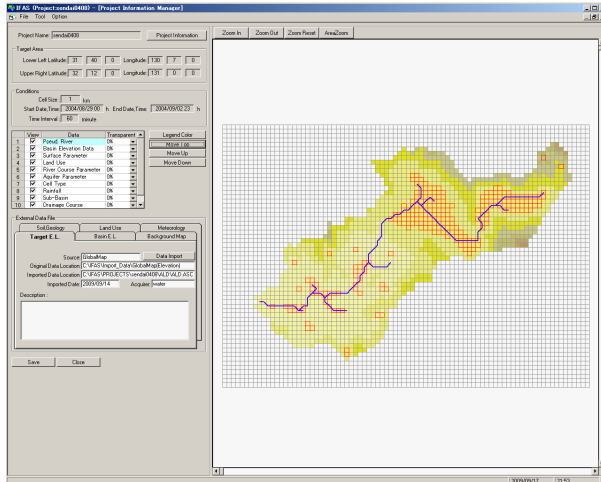 IFAS (Project:sendai0408) - [Project Information Manager]
File Tool Option
Project Name: sendai0408 Project Information
Zoom In Zoom Out Zoom Reset AreaZoom
Target Area
Lower Left Latitude: 31 40 0 Longitude: 130 7 0
Upper Right Latitude: 32 12 0 Longitude: 131 0 0
Conditions
Cell Size: 1 km
Start Date,Time: 2004/08/29 00 h End Date,Time: 2004/09/02 23 h
Time Interval: 60 minute
View Data Transparent
1 Pseud. River 0%
2 Basin Elevation Data 0%
3 Surface Parameter 0%
4 Land Use 0%
5 River Course Parameter 0%
6 Aquifer Parameter 0%
7 Cell Type 0%
8 Rainfall 0%
9 Sub-Basin 0%
10 Drainage Course 0%
Legend Color
Move Top
Move Up
Move Down
External Data File
Soil,Geology Land Use Meteorology
Target E.L. Basin E.L. Background Map
Source: GlobalMap Data Import
Original Data Location: C:\IFAS\Import_Data\GlobalMap(Elevation)
Imported Data Location: C:\IFAS\PROJECTS\sendai0408\ALD\ALD.ASC
Imported Date: 2009/09/14 Acquirer: water
Description :
Save Close
2009/09/17 21:53